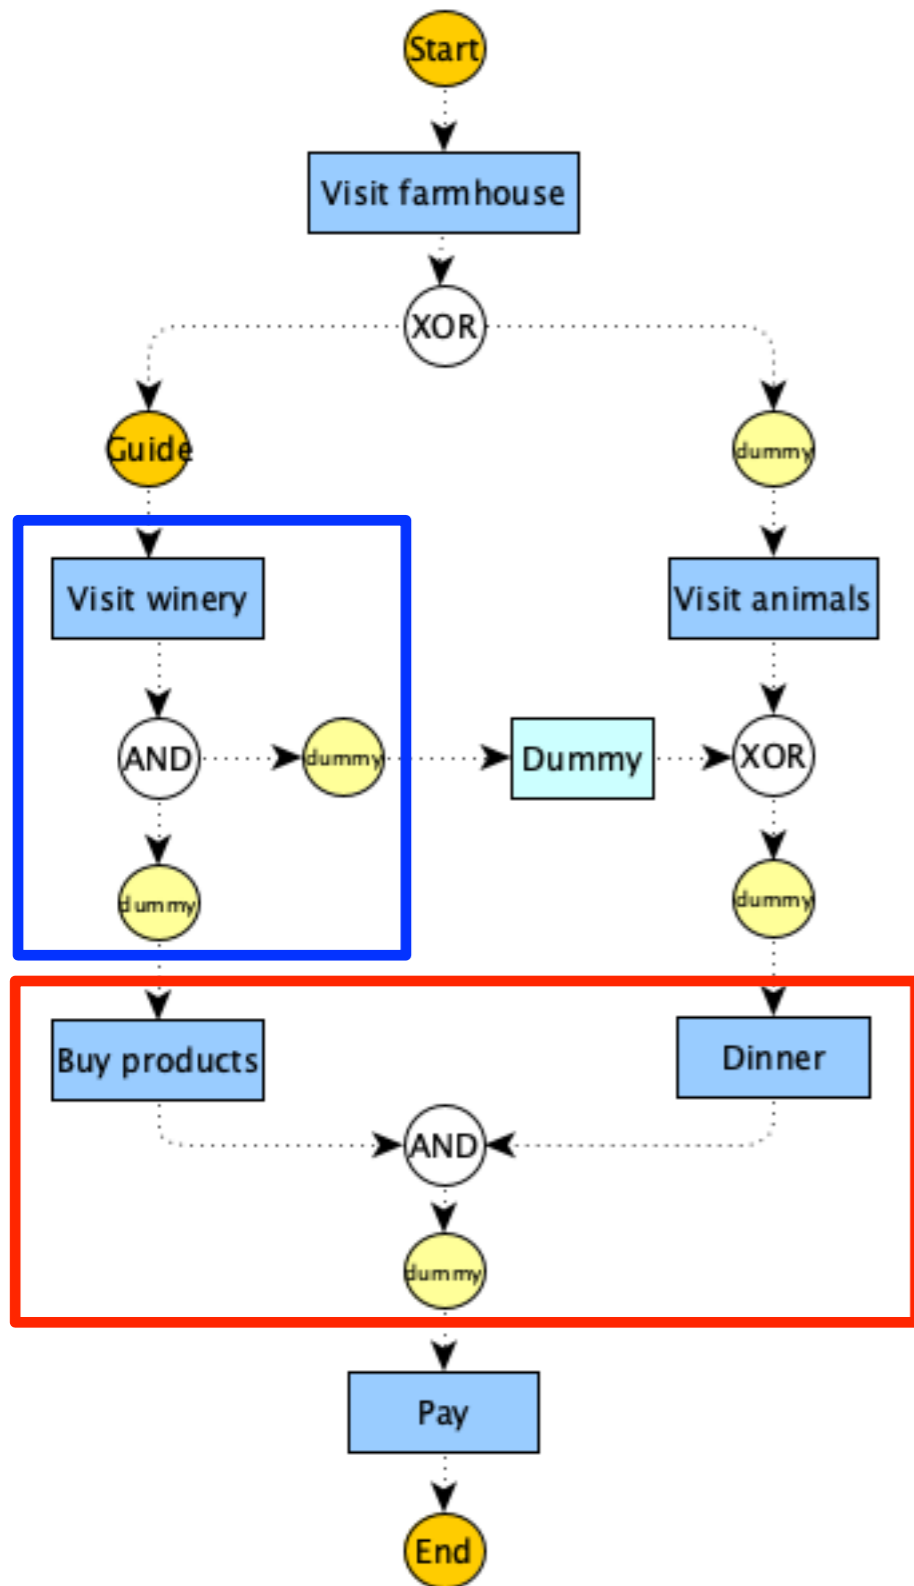 Start
Visit farmhouse
XOR
Guide
dummy
Visit winery
Visit animals
AND
dummy
Dummy
XOR
dummy
dummy
Buy products
Dinner
AND
dummy
Pay
End